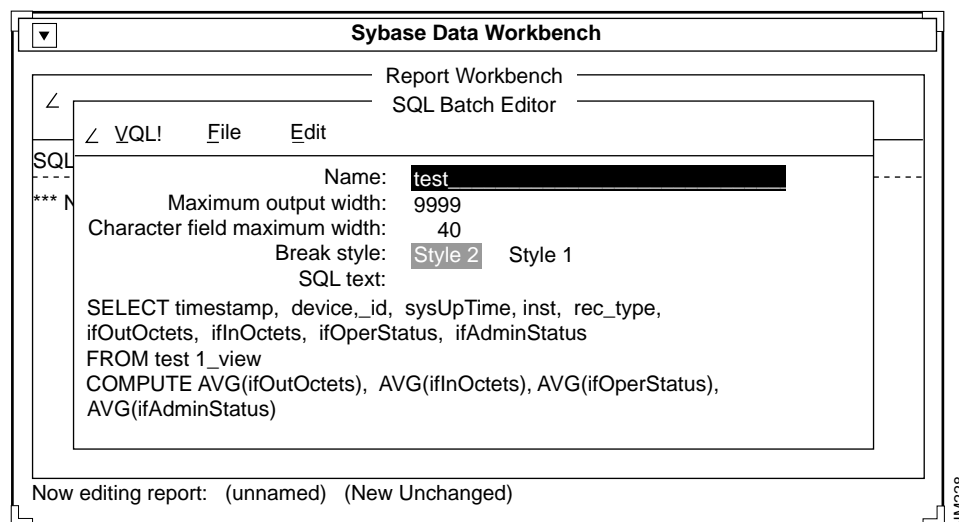 Sybase Data Workbench
Report Workbench
SQL Batch Editor
VQL! File Edit
SQL
*** N
Name: test
Maximum output width: 9999
Character field maximum width: 40
Break style: Style 2 Style 1
SQL text:
SELECT timestamp, device,_id, sysUpTime, inst, rec_type,
ifOutOctets, ifInOctets, ifOperStatus, ifAdminStatus
FROM test 1_view
COMPUTE AVG(ifOutOctets), AVG(ifInOctets), AVG(ifOperStatus),
AVG(ifAdminStatus)
Now editing report: (unnamed) (New Unchanged)